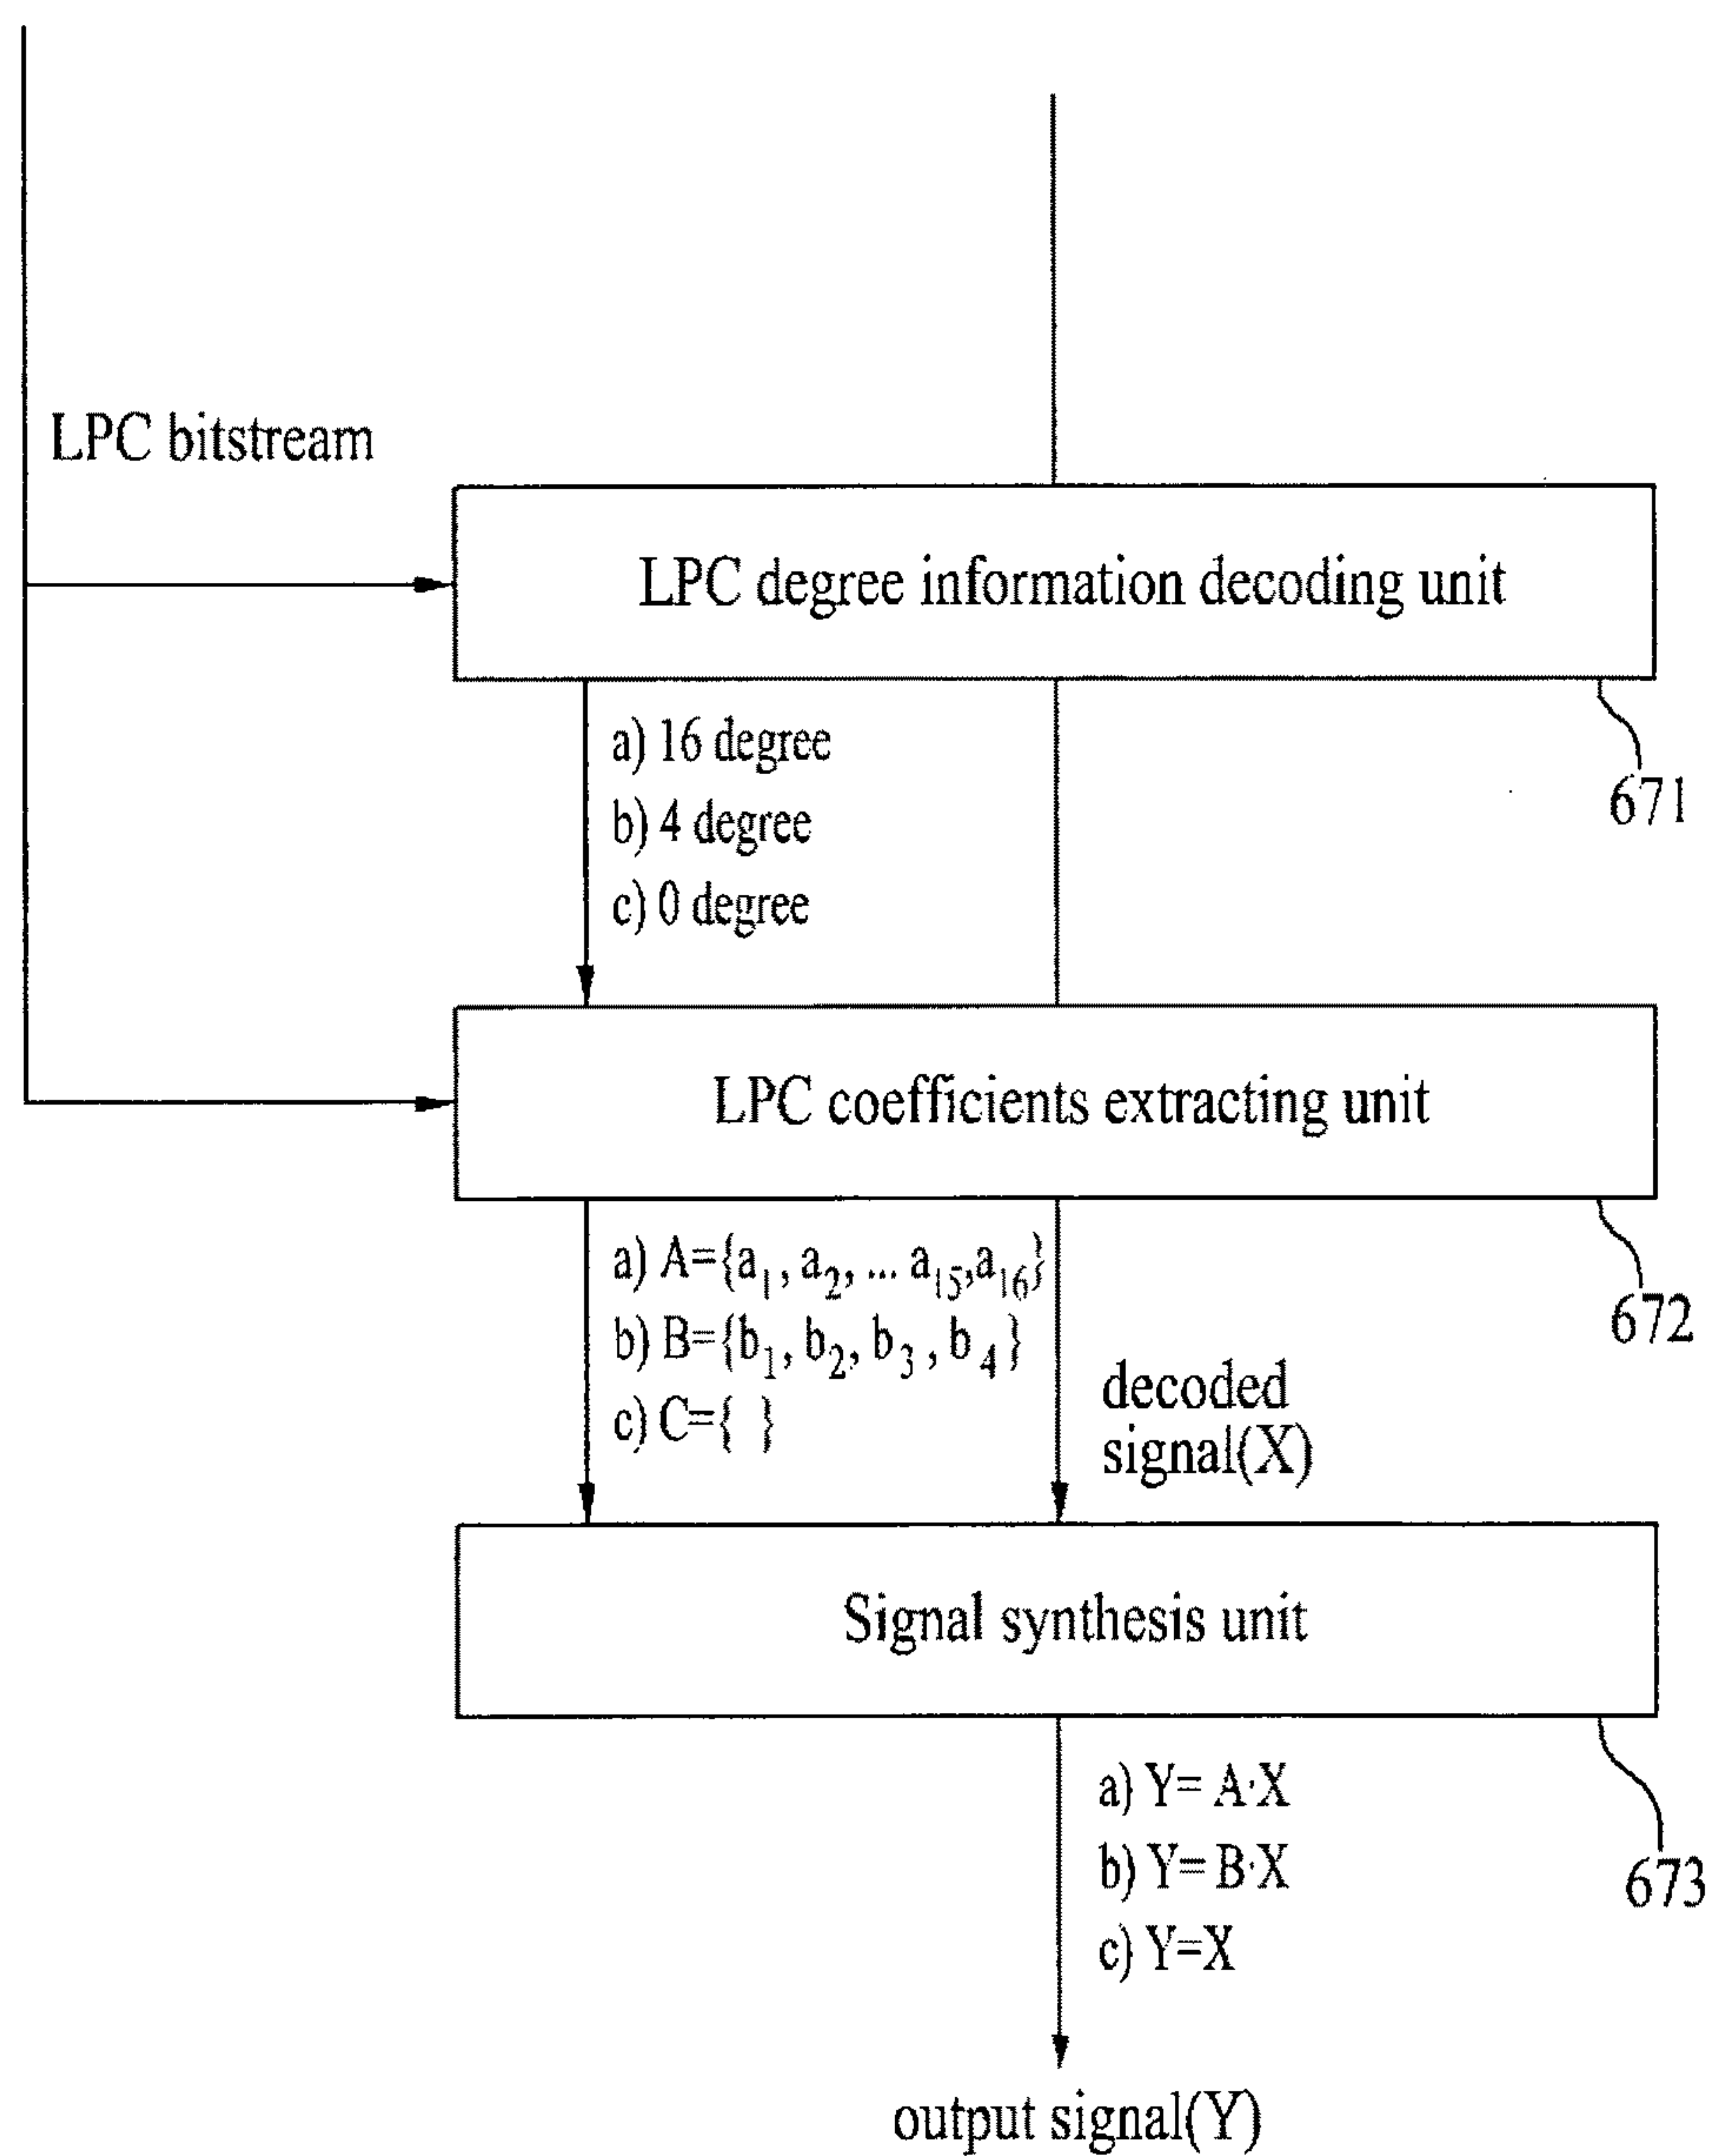 LPC bitstream
LPC degree information decoding unit
671
a) 16 degree
b) 4 degree
c) 0 degree
LPC coefficients extracting unit
672
a) A={a1, a2, ... a15,a16}
b) B={b1, b2, b3 , b4 }
c) C={ }
decoded
signal(X)
Signal synthesis unit
673
a) Y= A·X
b) Y= B·X
c) Y=X
output signal(Y)